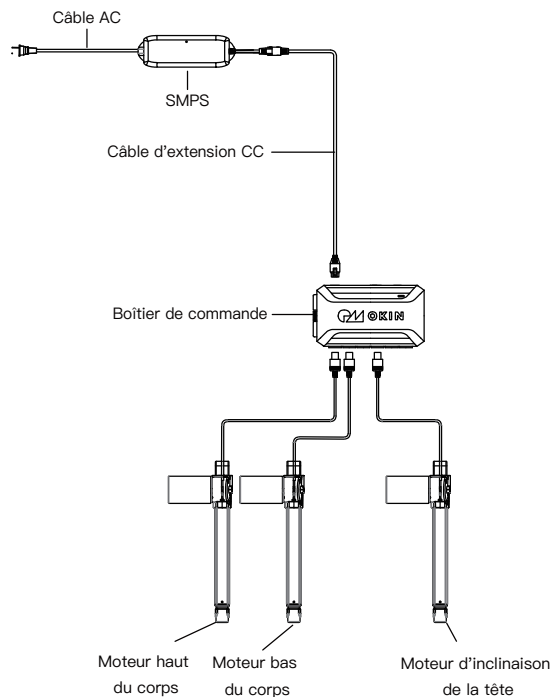 Câble AC
SMPS
Câble d'extension CC
Boîtier de commande
OKIN
Moteur haut
du corps
Moteur bas
du corps
Moteur d'inclinaison
de la tête